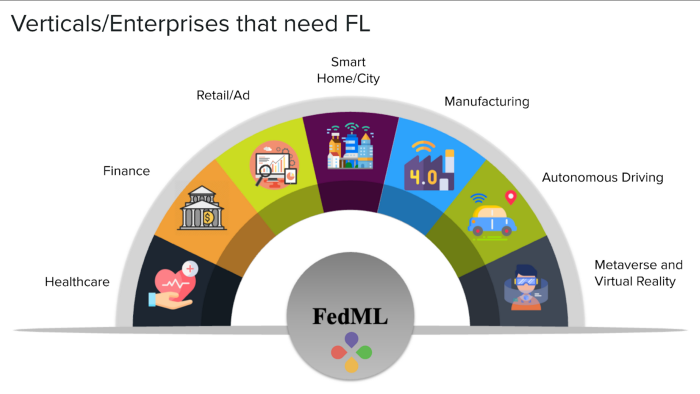 Verticals/Enterprises that need FL
Smart
Home/City
Retail/Ad
Manufacturing
Finance
Autonomous Driving
4.0
Healthcare
Metaverse and
Virtual Reality
FedML